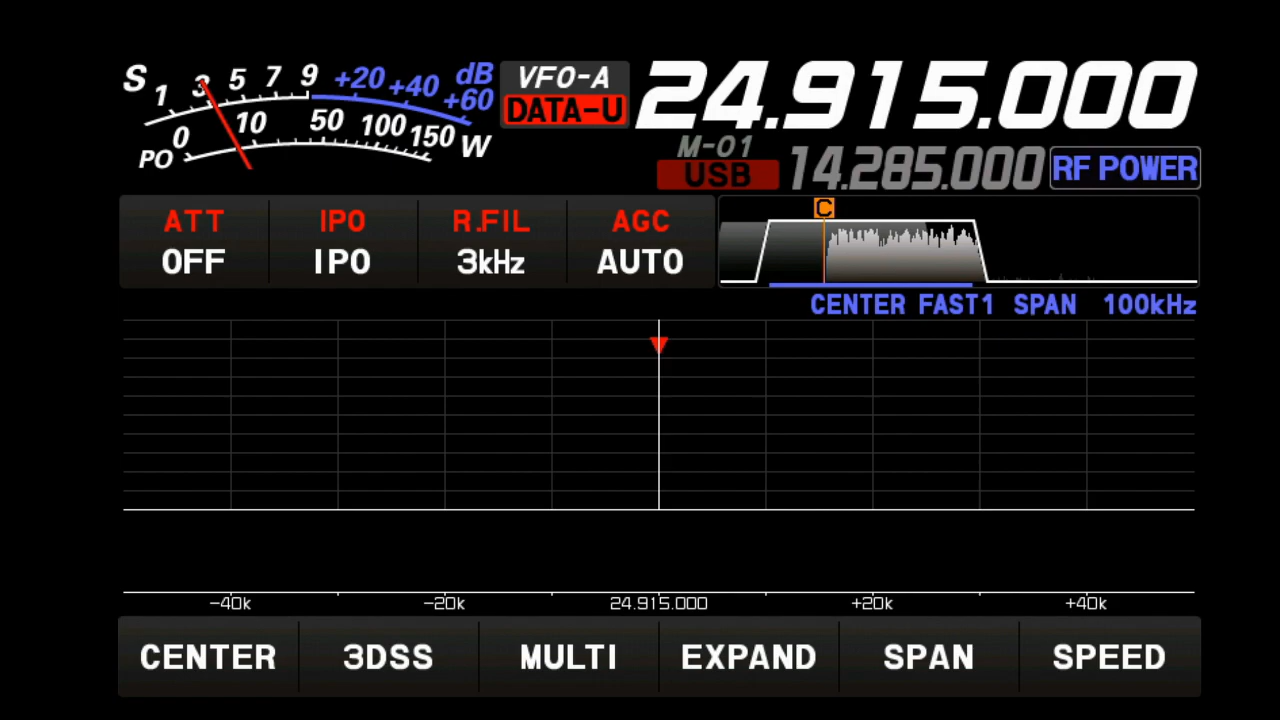 S 1 3 5 7 9 +20 +40 +60 dB
PO 0 10 50 100 150 W
VFO-A 24.915.000
DATA-U
M-01 14.285.000 RF POWER
USB
ATT IPO R.FIL AGC
OFF IPO 3kHz AUTO
C
CENTER FAST1 SPAN 100kHz
-40k -20k 24.915.000 +20k +40k
CENTER 3DSS MULTI EXPAND SPAN SPEED